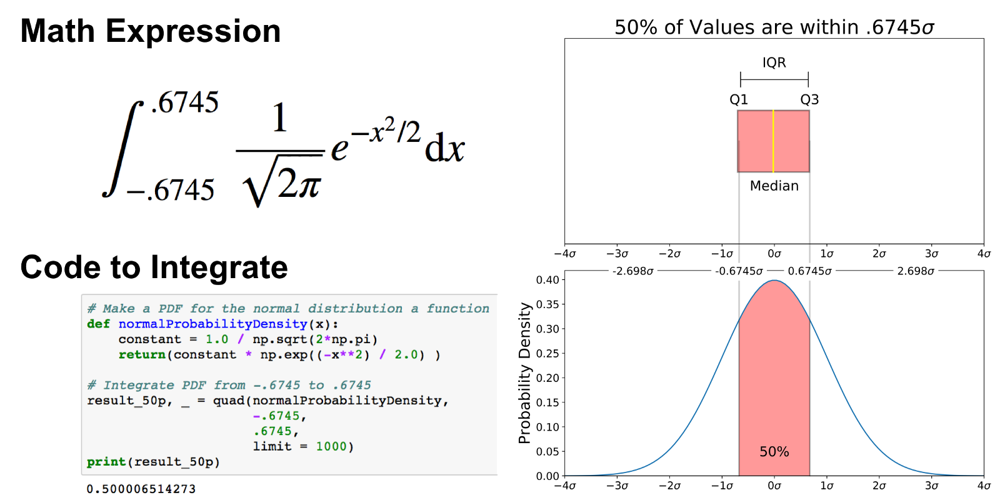 Math Expression
∫ .6745 −.6745 1 √2π e −x²/2 dx
Code to Integrate
# Make a PDF for the normal distribution a function
def normalProbabilityDensity(x):
    constant = 1.0 / np.sqrt(2*np.pi)
    return(constant * np.exp((-x**2) / 2.0) )
# Integrate PDF from -.6745 to .6745
result_50p, _ = quad(normalProbabilityDensity,
                     -.6745,
                     .6745,
                     limit = 1000)
print(result_50p)
0.500006514273
50% of Values are within .6745σ
IQR
Q1 Q3
Median
−4σ −3σ −2σ −1σ 0σ 1σ 2σ 3σ 4σ
-2.698σ -0.6745σ 0.6745σ 2.698σ
Probability Density
0.40
0.35
0.30
0.25
0.20
0.15
0.10
0.05
0.00
50%
−4σ −3σ −2σ −1σ 0σ 1σ 2σ 3σ 4σ